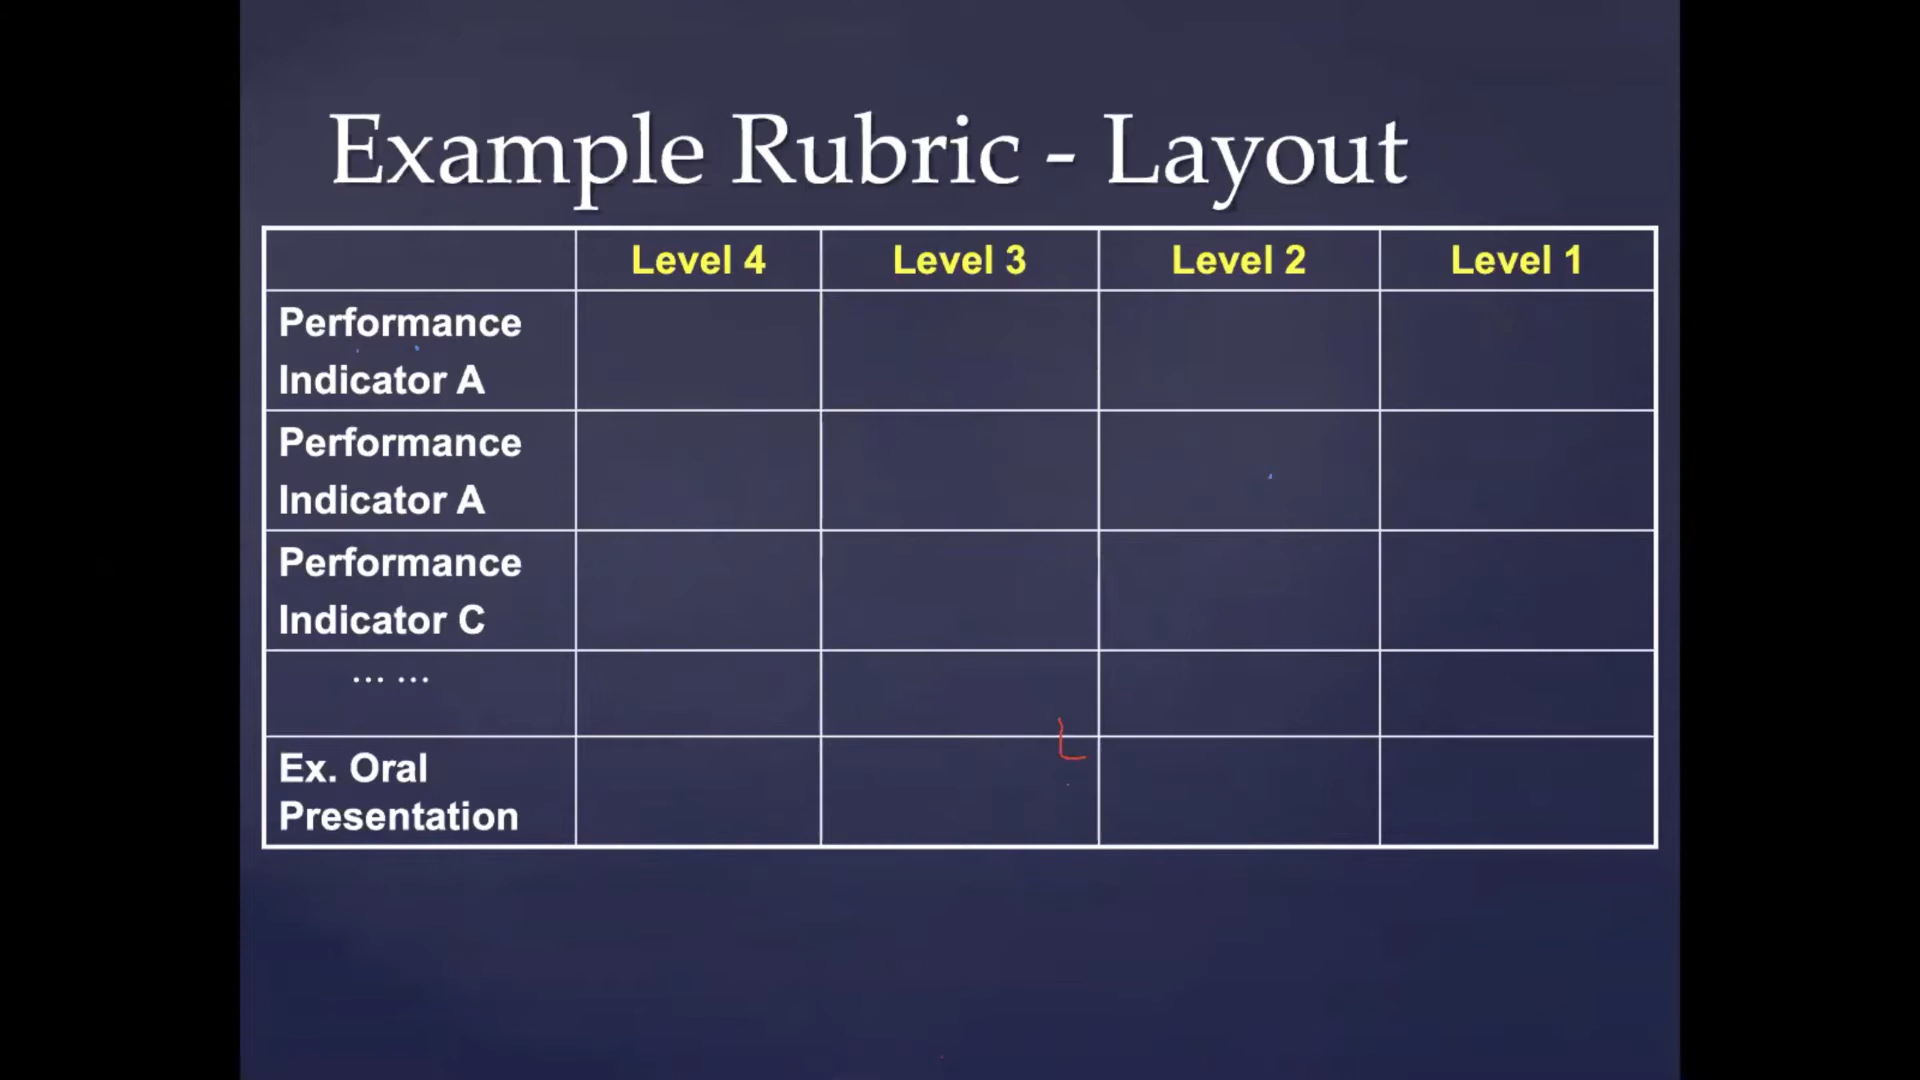 Example Rubric - Layout
Level 4 Level 3 Level 2 Level 1
Performance
Indicator A
Performance
Indicator A
Performance
Indicator C
... ...
Ex. Oral
Presentation